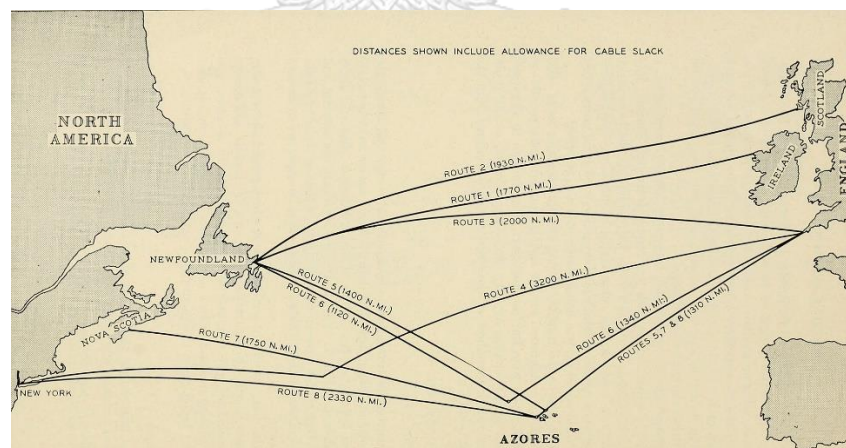 DISTANCES SHOWN INCLUDE ALLOWANCE FOR CABLE SLACK
NORTH
AMERICA
SCOTLAND
IRELAND
ENGLAND
ROUTE 2 (1930 N.MI.)
ROUTE 1 (1770 N.MI.)
ROUTE 3 (2000 N.MI.)
NEWFOUNDLAND
ROUTE 5 (1400 N.MI.)
ROUTE 6 (1120 N.MI.)
ROUTE 4 (3200 N.MI.)
NOVA SCOTIA
ROUTE 7 (1750 N.MI.)
ROUTE 6 (1340 N.MI.)
ROUTES 5,7 & 8 (1310 N.MI.)
NEW YORK
ROUTE 8 (2330 N.MI.)
AZORES